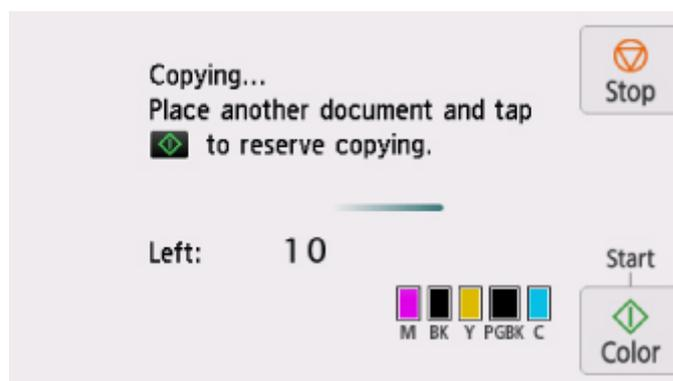 Copying...
Place another document and tap
to reserve copying.
Left: 10
M BK Y PGBK C
Stop
Start
Color